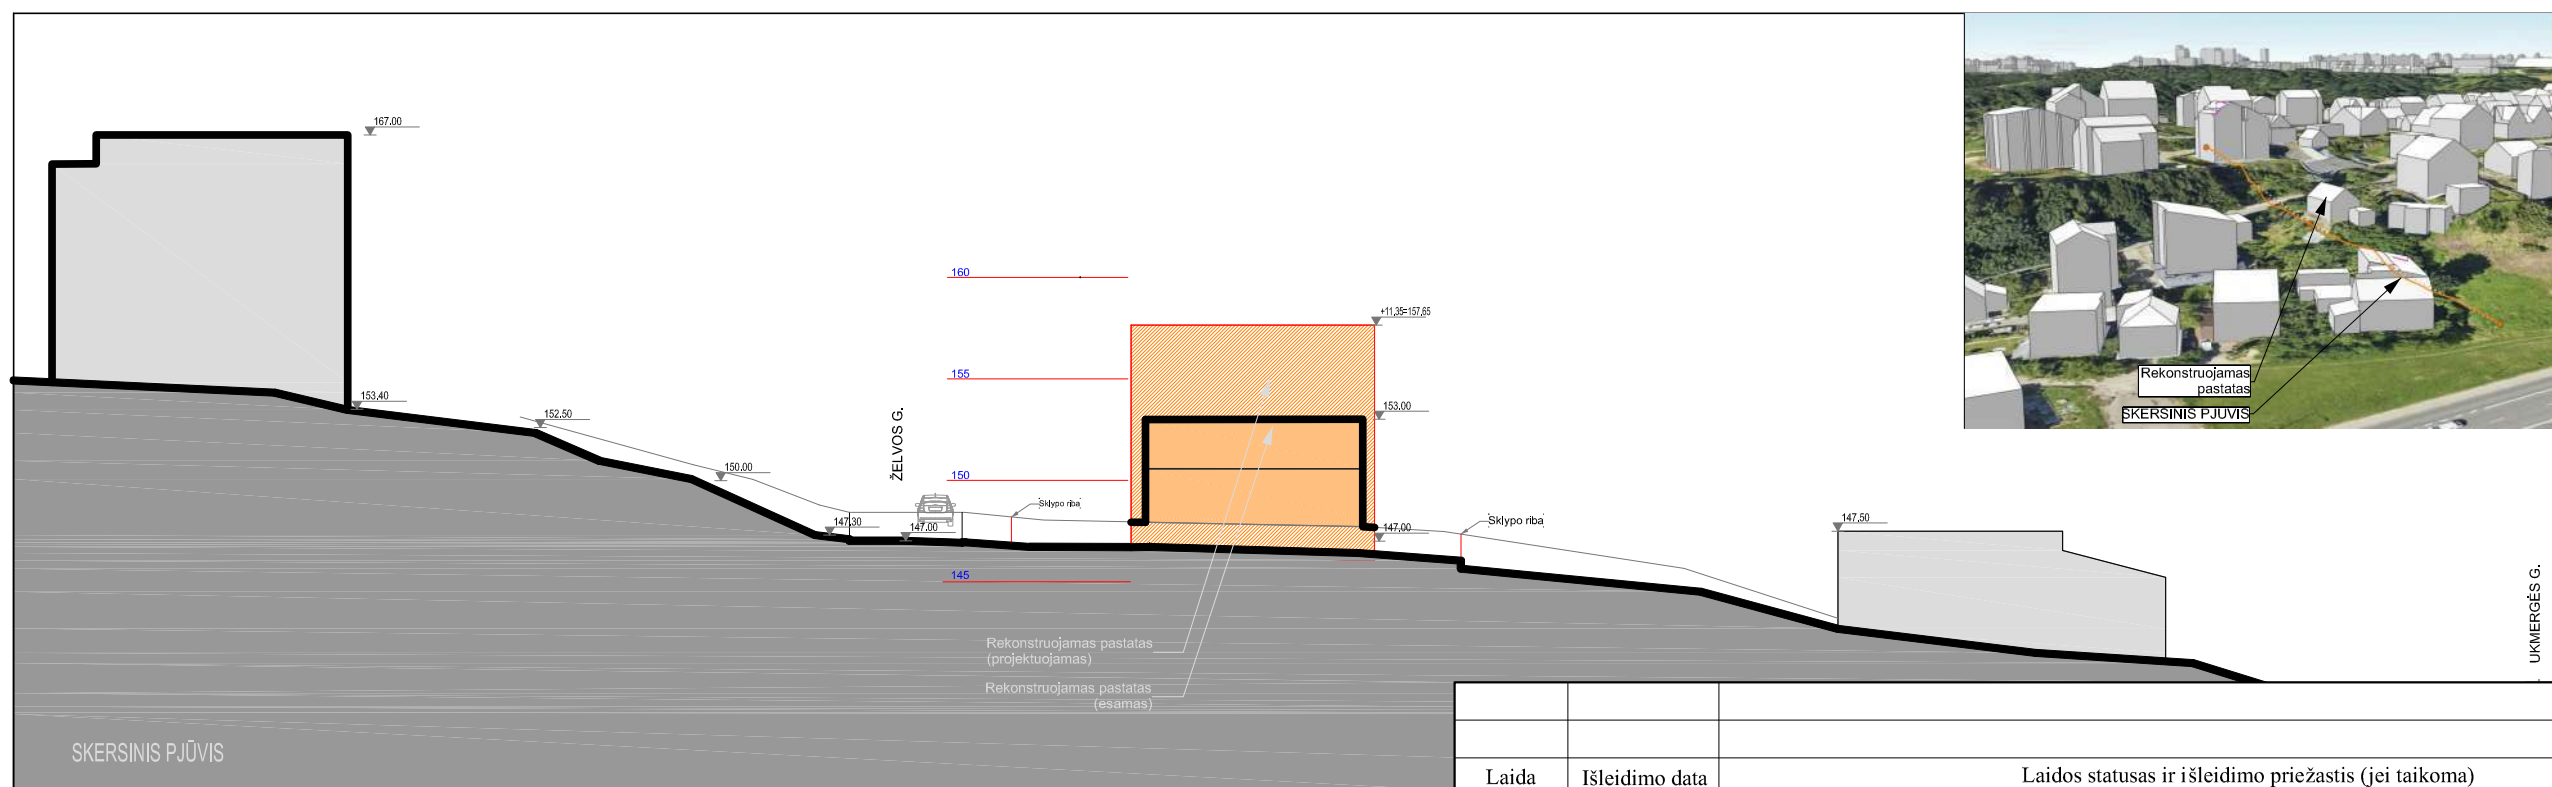 167.00
153.40
152.50
150.00
147.30
147.00
ŽELVOS G.
160
155
150
145
Sklypo riba
+11,35=157,65
153.00
147,00
Sklypo riba
147,50
UKMERGĖS G.
Rekonstruojamas
pastatas
SKERSINIS PJŪVIS
Rekonstruojamas pastatas
(projektuojamas)
Rekonstruojamas pastatas
(esamas)
SKERSINIS PJŪVIS
Laida
Išleidimo data
Laidos statusas ir išleidimo priežastis (jei taikoma)